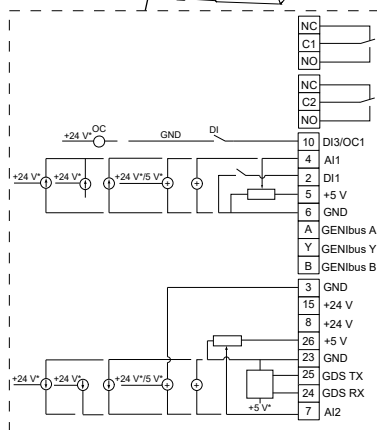 NC
C1
NO
NC
C2
NO
+24 V* OC GND DI 10 DI3/OC1
4 AI1
2 DI1
+24 V* +24 V* +24 V*/5 V* 5 +5 V
6 GND
A GENIbus A
Y GENIbus Y
B GENIbus B
3 GND
15 +24 V
8 +24 V
26 +5 V
23 GND
+24 V* +24 V* +24 V*/5 V* 25 GDS TX
24 GDS RX
+5 V* 7 AI2